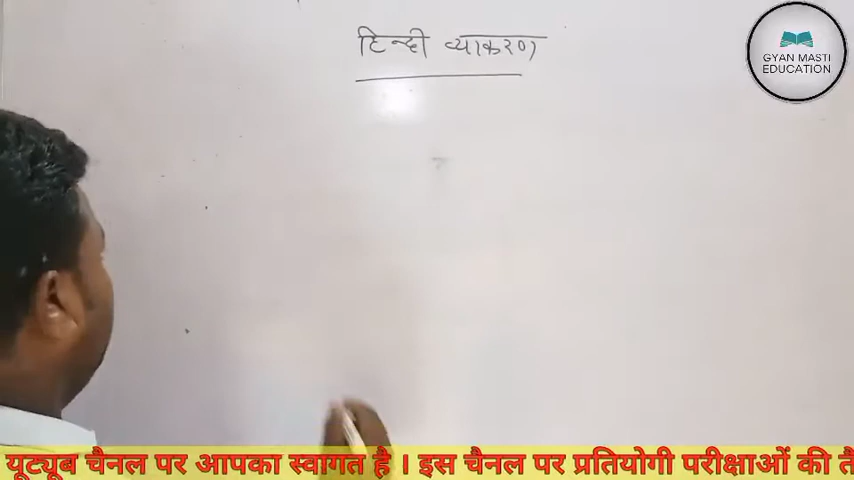 हिन्दी व्याकरण
GYAN MASTI
EDUCATION
यूट्यूब चैनल पर आपका स्वागत है । इस चैनल पर प्रतियोगी परीक्षाओं की